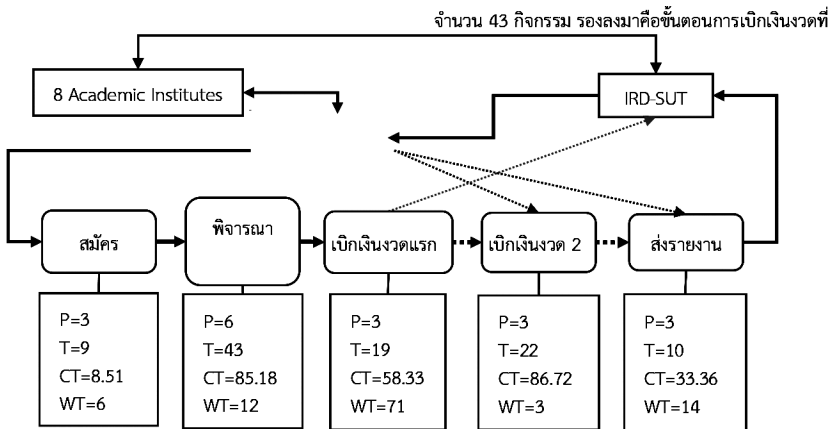 จำนวน 43 กิจกรรม รองลงมาคือขั้นตอนการเบิกเงินงวดที่
8 Academic Institutes
IRD-SUT
สมัคร
พิจารณา
เบิกเงินงวดแรก
เบิกเงินงวด 2
ส่งรายงาน
P=3
T=9
CT=8.51
WT=6
P=6
T=43
CT=85.18
WT=12
P=3
T=19
CT=58.33
WT=71
P=3
T=22
CT=86.72
WT=3
P=3
T=10
CT=33.36
WT=14